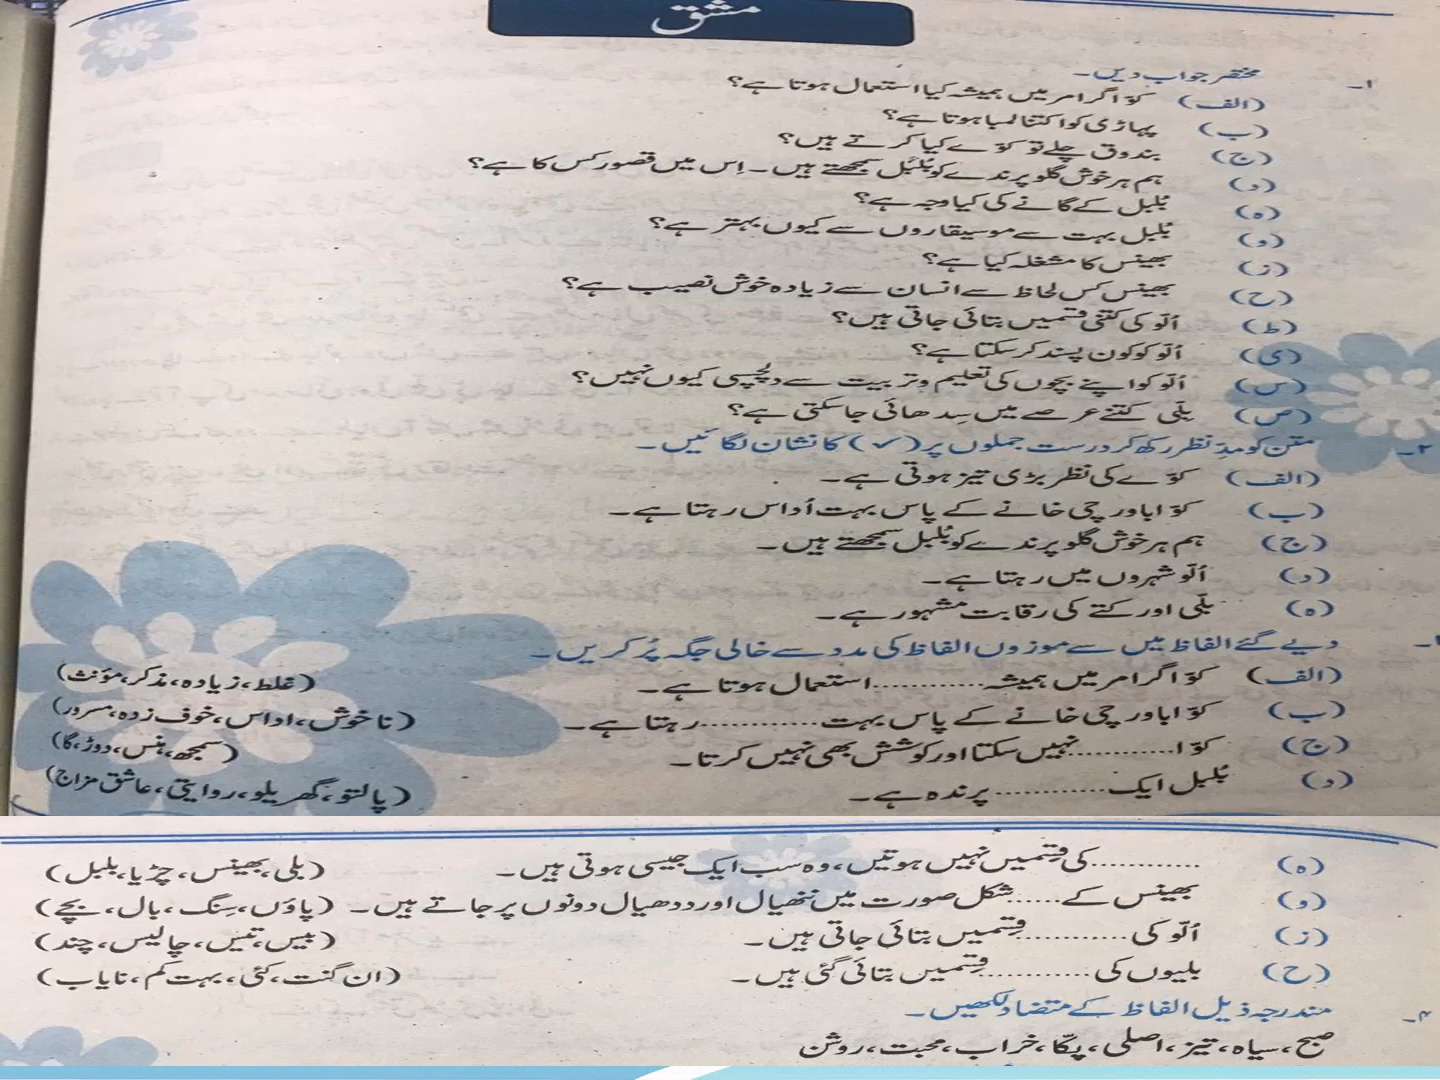 مشق
۱۔ مختصر جواب دیں۔
(الف) کوّا گرامر میں ہمیشہ کیا استعمال ہوتا ہے؟
(ب) پہاڑی کوا کتنا لمبا ہوتا ہے؟
(ج) بندوق چلے تو کوّے کیا کرتے ہیں؟
(د) ہم ہر خوش گلو پرندے کو بُلبُل سمجھتے ہیں۔ اِس میں قصور کس کا ہے؟
(ہ) بُلبل کے گانے کی کیا وجہ ہے؟
(و) بُلبل بہت سے موسیقاروں سے کیوں بہتر ہے؟
(ز) بھینس کا مشغلہ کیا ہے؟
(ح) بھینس کس لحاظ سے انسان سے زیادہ خوش نصیب ہے؟
(ط) اُلّو کی کتنی قِسمیں بتائی جاتی ہیں؟
(ی) اُلّو کو کون پسند کر سکتا ہے؟
(س) اُلّو کو اپنے بچوں کی تعلیم و تربیت سے دلچسپی کیوں نہیں؟
(ص) بلّی کتنے عرصے میں سِدھائی جا سکتی ہے؟
۲۔ متن کو مدِّ نظر رکھ کر درست جملوں پر (✓) کا نشان لگائیں۔
(الف) کوّے کی نظر بڑی تیز ہوتی ہے۔
(ب) کوّا باورچی خانے کے پاس بہت اُداس رہتا ہے۔
(ج) ہم ہر خوش گلو پرندے کو بُلبل سمجھتے ہیں۔
(د) اُلّو شہروں میں رہتا ہے۔
(ہ) بلّی اور کتے کی رقابت مشہور ہے۔
دیے گئے الفاظ میں سے موزوں الفاظ کی مدد سے خالی جگہ پُر کریں۔
(الف) کوّا گرامر میں ہمیشہ ............ استعمال ہوتا ہے۔ (غلط، زیادہ، مذکر، مؤنث)
(ب) کوّا باورچی خانے کے پاس بہت ............ رہتا ہے۔ (ناخوش، اداس، خوف زدہ، مسرور)
(ج) کوّا ............ نہیں سکتا اور کوشش بھی نہیں کرتا۔ (سمجھ، ہنس، دوڑ، گا)
(د) بُلبل ایک ............ پرندہ ہے۔ (پالتو، گھریلو، روایتی، عاشق مزاج)
(ہ) ............ کی قِسمیں نہیں ہوتیں، وہ سب ایک جیسی ہوتی ہیں۔ (بلی، بھینس، چڑیا، بلبل)
(و) بھینس کے ...... شکل صورت میں ننھیال اور ددھیال دونوں پر جاتے ہیں۔ (پاؤں، سِنگ، بال، بچے)
(ز) اُلّو کی ............ قِسمیں بتائی جاتی ہیں۔ (بیس، تیس، چالیس، چند)
(ح) بلیوں کی ............ قِسمیں بتائی گئی ہیں۔ (ان گنت، کئی، بہت کم، نایاب)
۴۔ مندرجہ ذیل الفاظ کے متضاد لکھیں۔
صبح، سیاہ، تیز، اصلی، پکّا، خراب، محبت، روشن